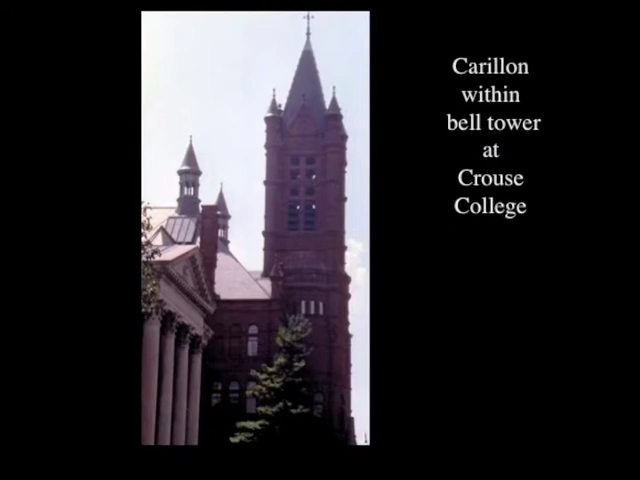 Carillon
within
bell tower
at
Crouse
College